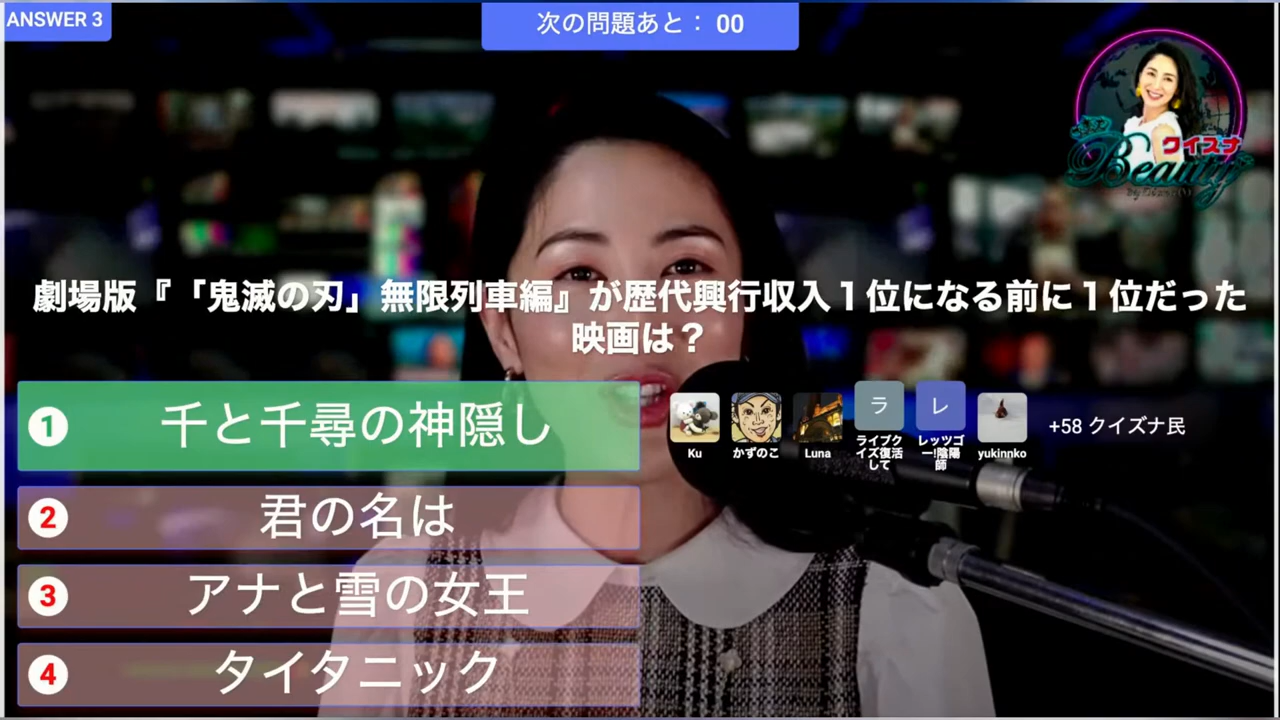 ANSWER 3
次の問題あと： 00
クイズナ
Beauty
劇場版『「鬼滅の刃」無限列車編』が歴代興行収入１位になる前に１位だった
映画は？
1 千と千尋の神隠し
Ku
かずのこ
Luna
ラ
ライブク
イズ復活
して
レ
レッツゴ
ー!陰陽
師
yukinnko
+58 クイズナ民
2 君の名は
3 アナと雪の女王
4 タイタニック